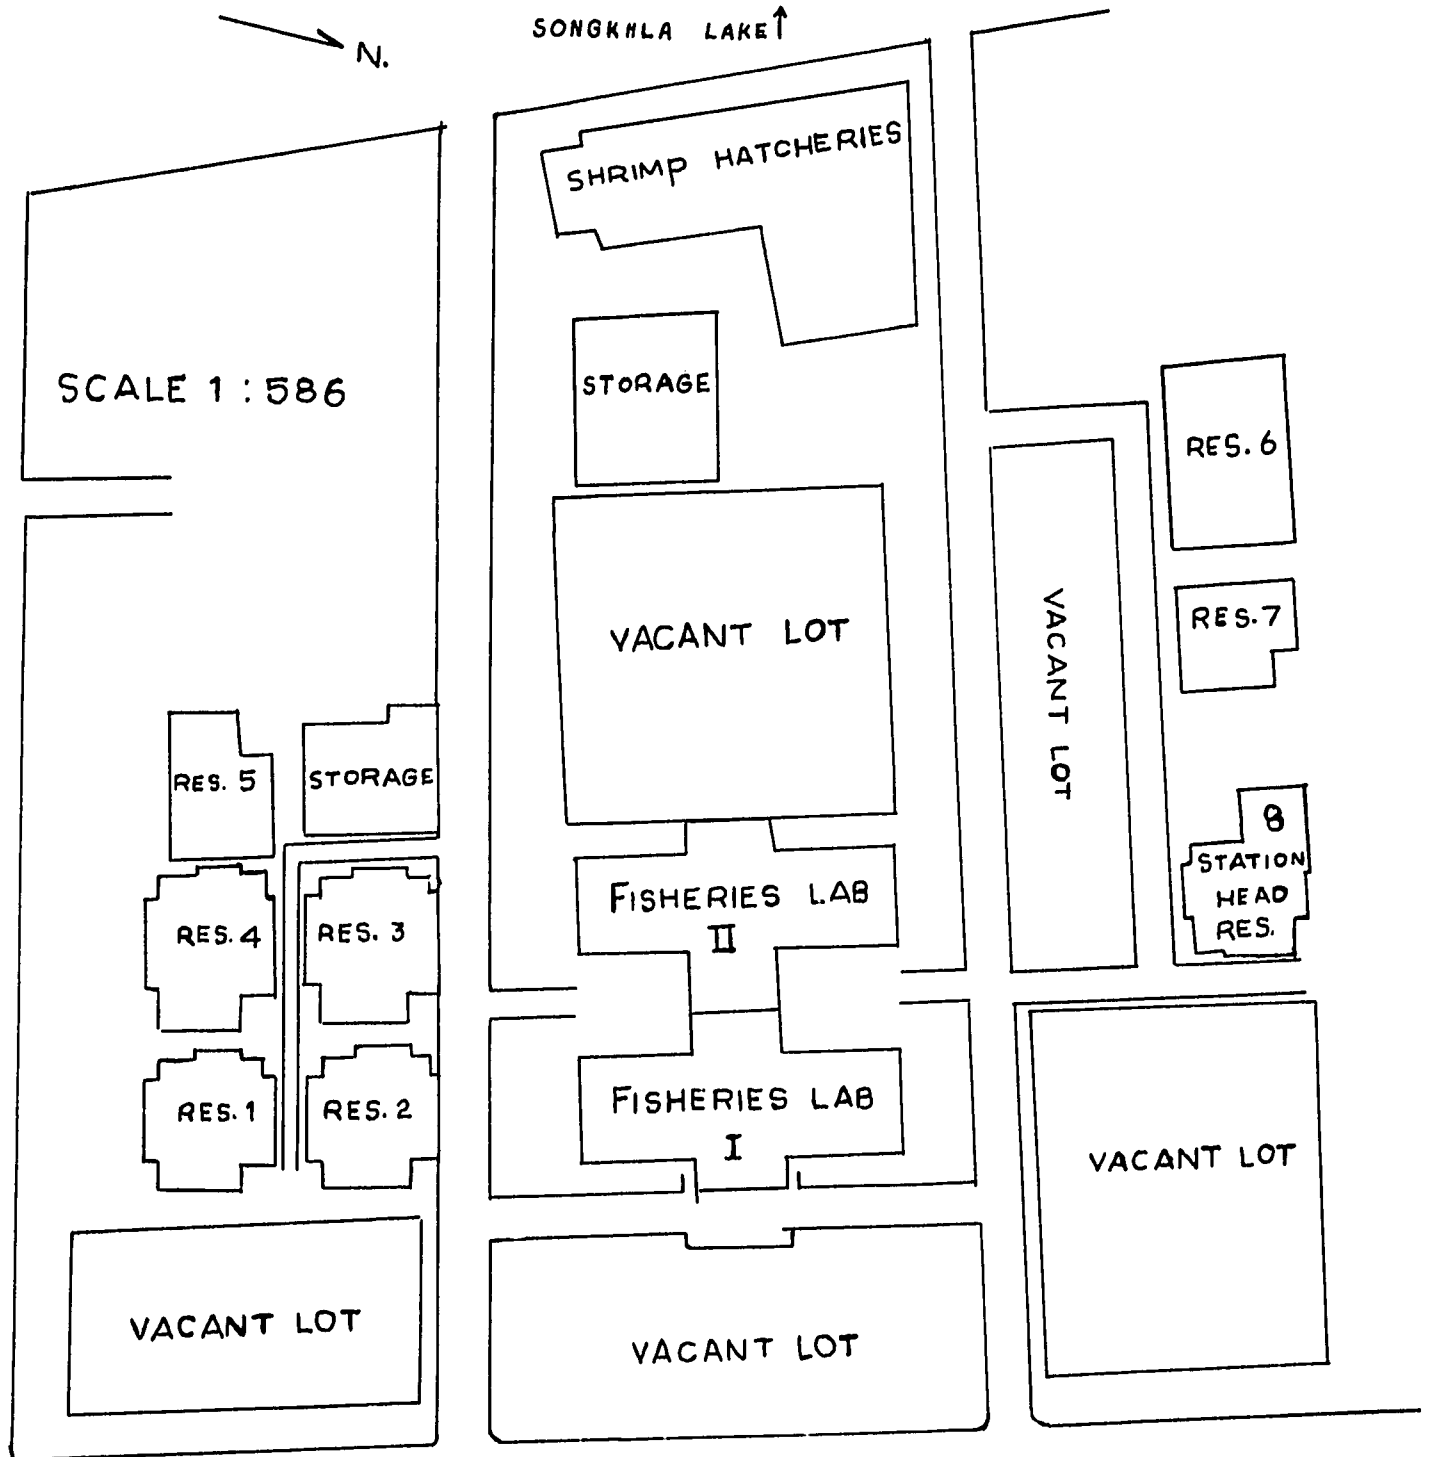 N.
SONGKHLA LAKE↑
SHRIMP HATCHERIES
SCALE 1 : 586
STORAGE
RES. 6
VACANT LOT
VACANT LOT
RES. 7
RES. 5
STORAGE
8
STATION
HEAD
RES.
FISHERIES LAB
II
RES. 4
RES. 3
FISHERIES LAB
I
RES. 1
RES. 2
VACANT LOT
VACANT LOT
VACANT LOT